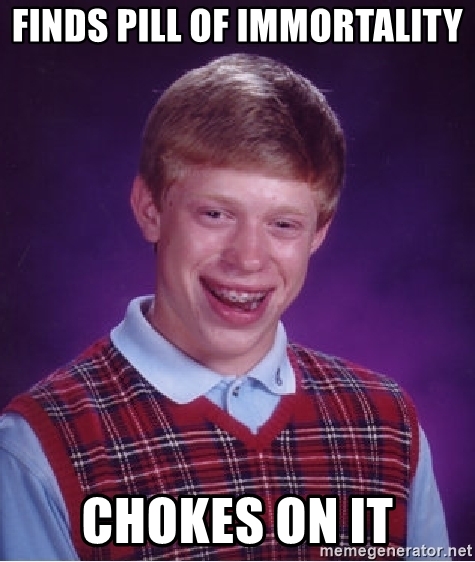 FINDS PILL OF IMMORTALITY
CHOKES ON IT
memegenerator.net